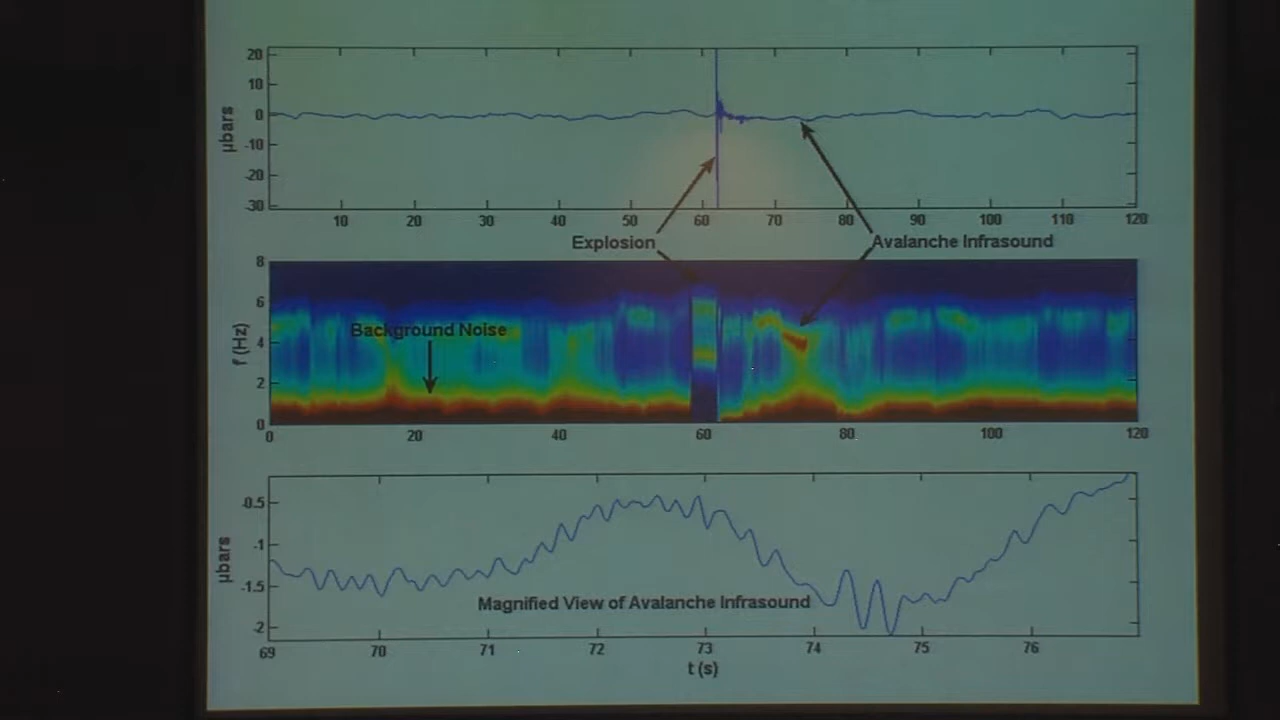 20
10
0
-10
-20
-30
µbars
10 20 30 40 50 60 70 80 90 100 110 120
Explosion Avalanche Infrasound
8
6
4
2
0
f (Hz)
Background Noise
0 20 40 60 80 100 120
-0.5
-1
-1.5
-2
µbars
Magnified View of Avalanche Infrasound
69 70 71 72 73 74 75 76
t (s)